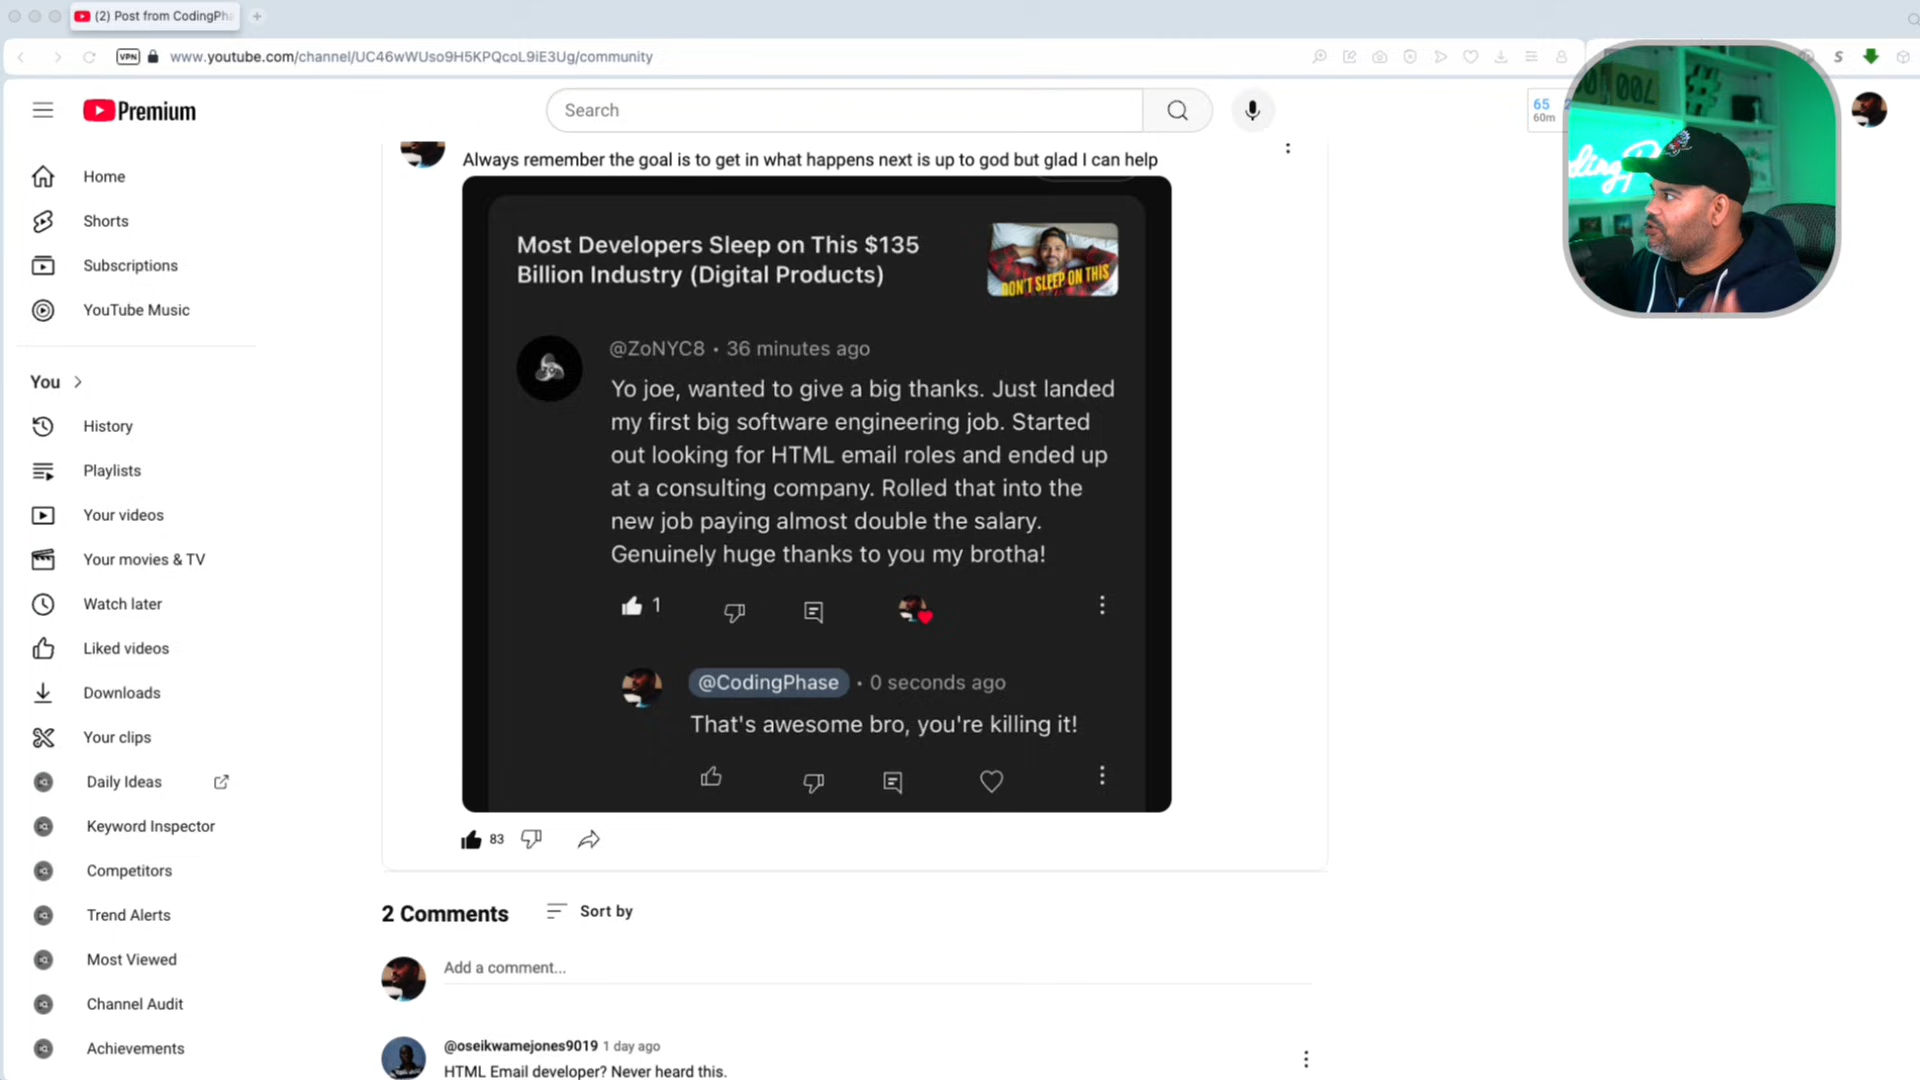 (2) Post from CodingPha
VPN
www.youtube.com/channel/UC46wWUso9H5KPQcoL9iE3Ug/community
S
Premium
Search
65
60m
Home
Shorts
Subscriptions
YouTube Music
You
History
Playlists
Your videos
Your movies & TV
Watch later
Liked videos
Downloads
Your clips
Daily Ideas
Keyword Inspector
Competitors
Trend Alerts
Most Viewed
Channel Audit
Achievements
Always remember the goal is to get in what happens next is up to god but glad I can help
Most Developers Sleep on This $135
Billion Industry (Digital Products)
DON'T SLEEP ON THIS
@ZoNYC8 • 36 minutes ago
Yo joe, wanted to give a big thanks. Just landed
my first big software engineering job. Started
out looking for HTML email roles and ended up
at a consulting company. Rolled that into the
new job paying almost double the salary.
Genuinely huge thanks to you my brotha!
1
@CodingPhase • 0 seconds ago
That's awesome bro, you're killing it!
83
2 Comments
Sort by
Add a comment...
@oseikwamejones9019 1 day ago
HTML Email developer? Never heard this.